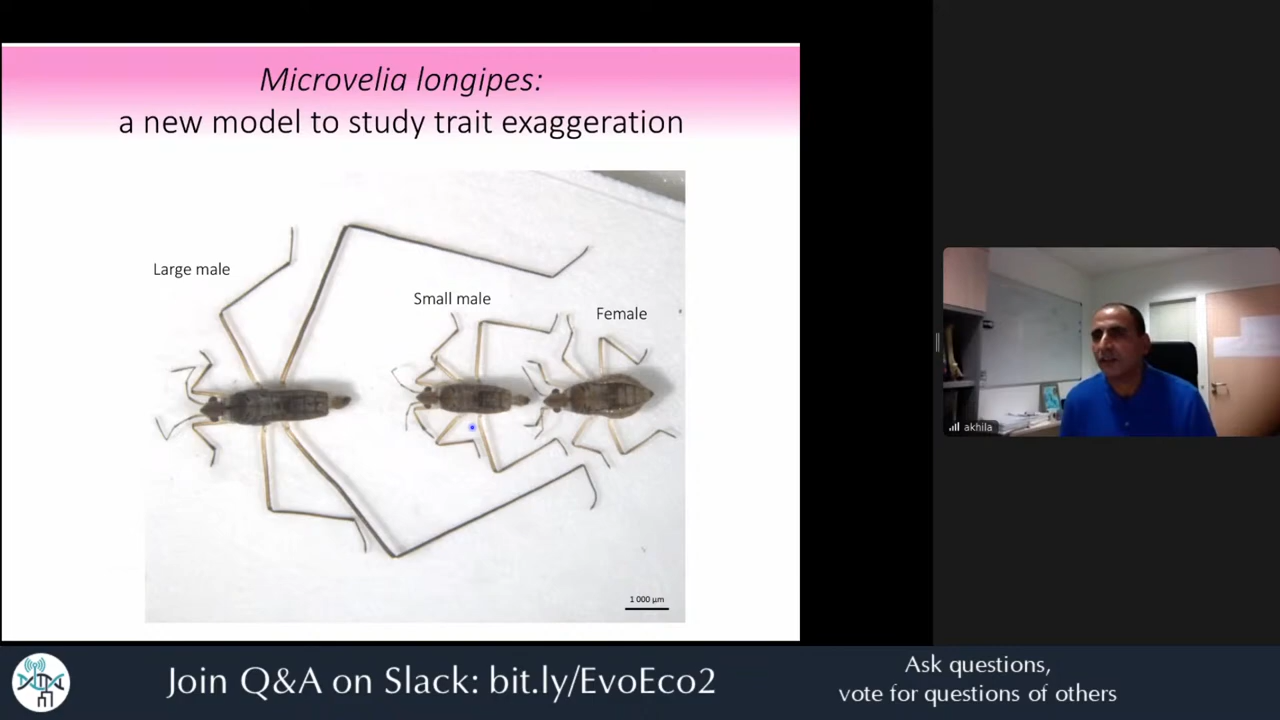 Microvelia longipes:
a new model to study trait exaggeration
Large male
Small male
Female
1 000 µm
akhila
Join Q&A on Slack: bit.ly/EvoEco2
Ask questions,
vote for questions of others